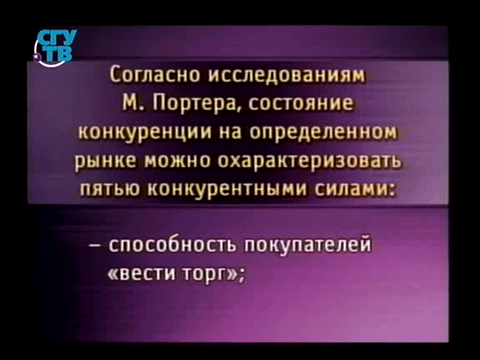 СГУ
ТВ
Согласно исследованиям
М. Портера, состояние
конкуренции на определенном
рынке можно охарактеризовать
пятью конкурентными силами:
– способность покупателей
«вести торг»;